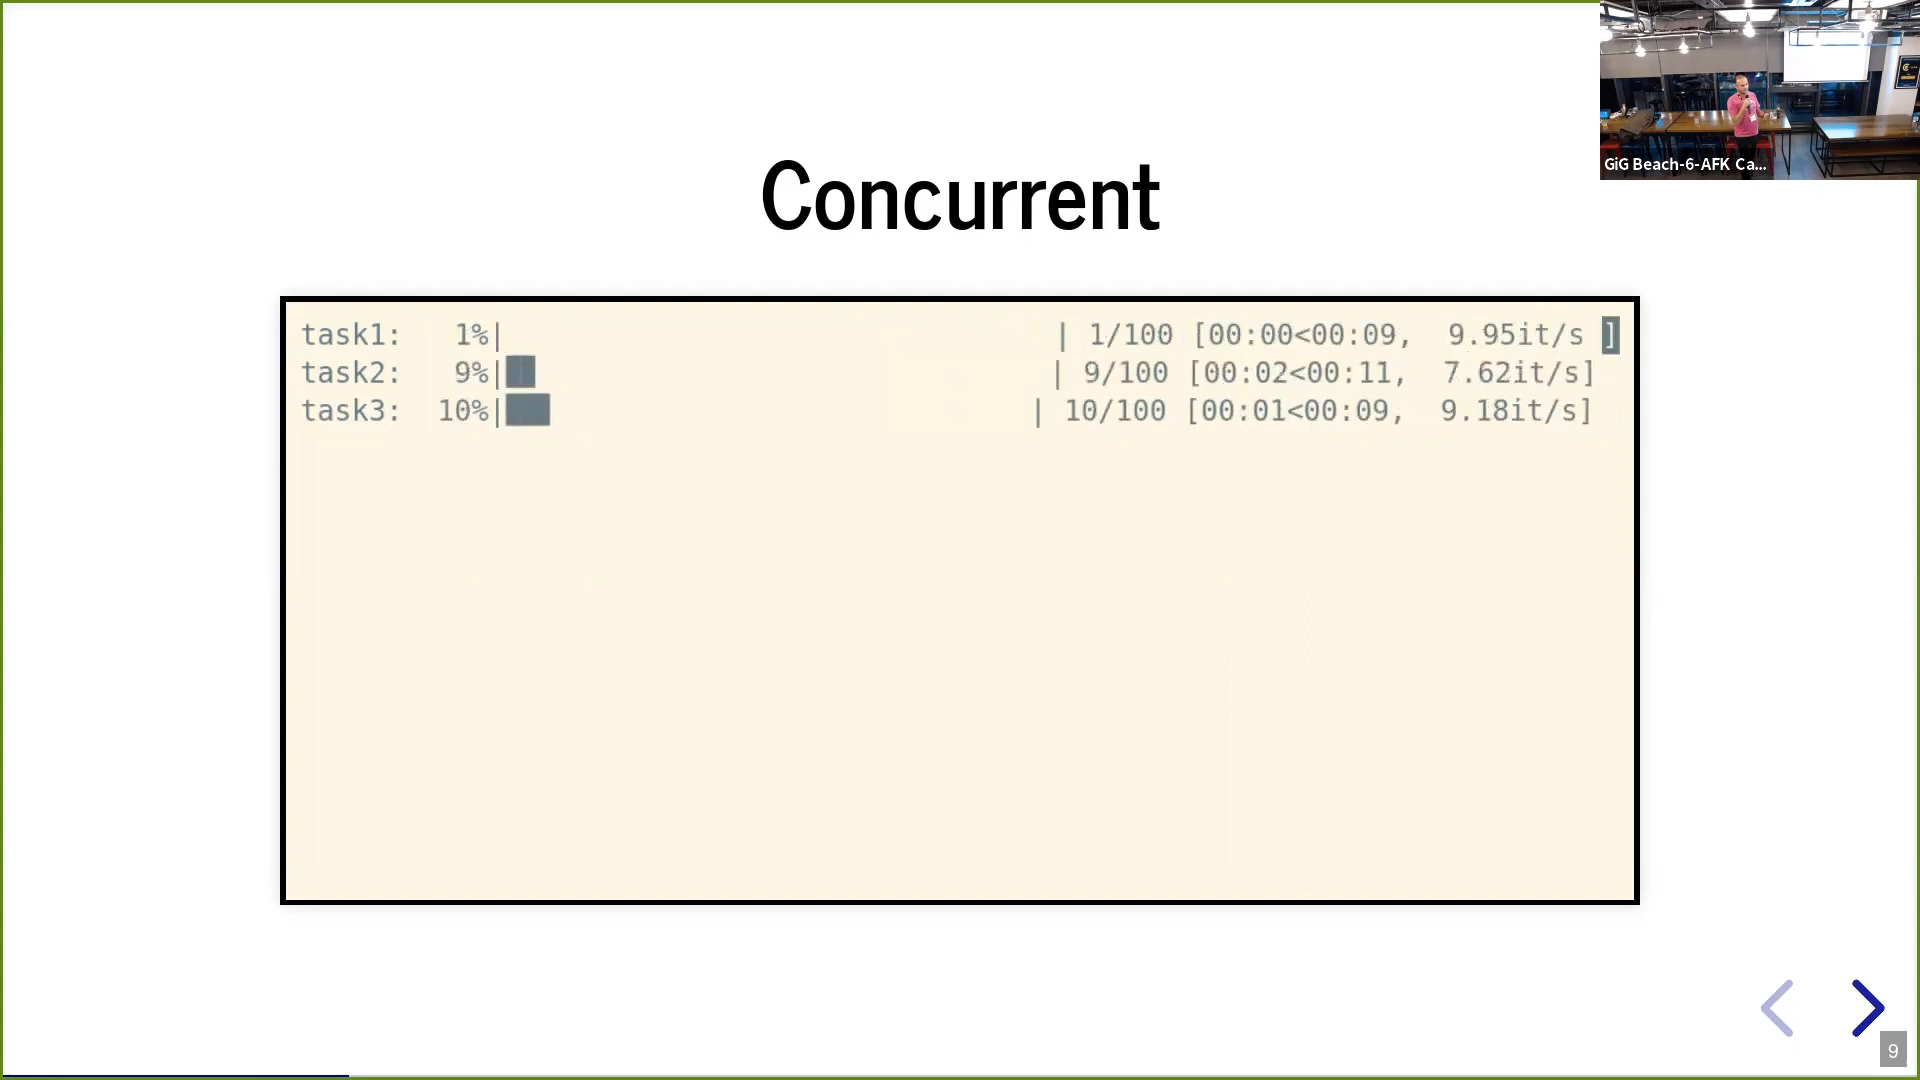 GiG Beach-6-AFK Ca...
Concurrent
task1: 1%| | 1/100 [00:00<00:09, 9.95it/s ]
task2: 9%|██ | 9/100 [00:02<00:11, 7.62it/s]
task3: 10%|███ | 10/100 [00:01<00:09, 9.18it/s]
9